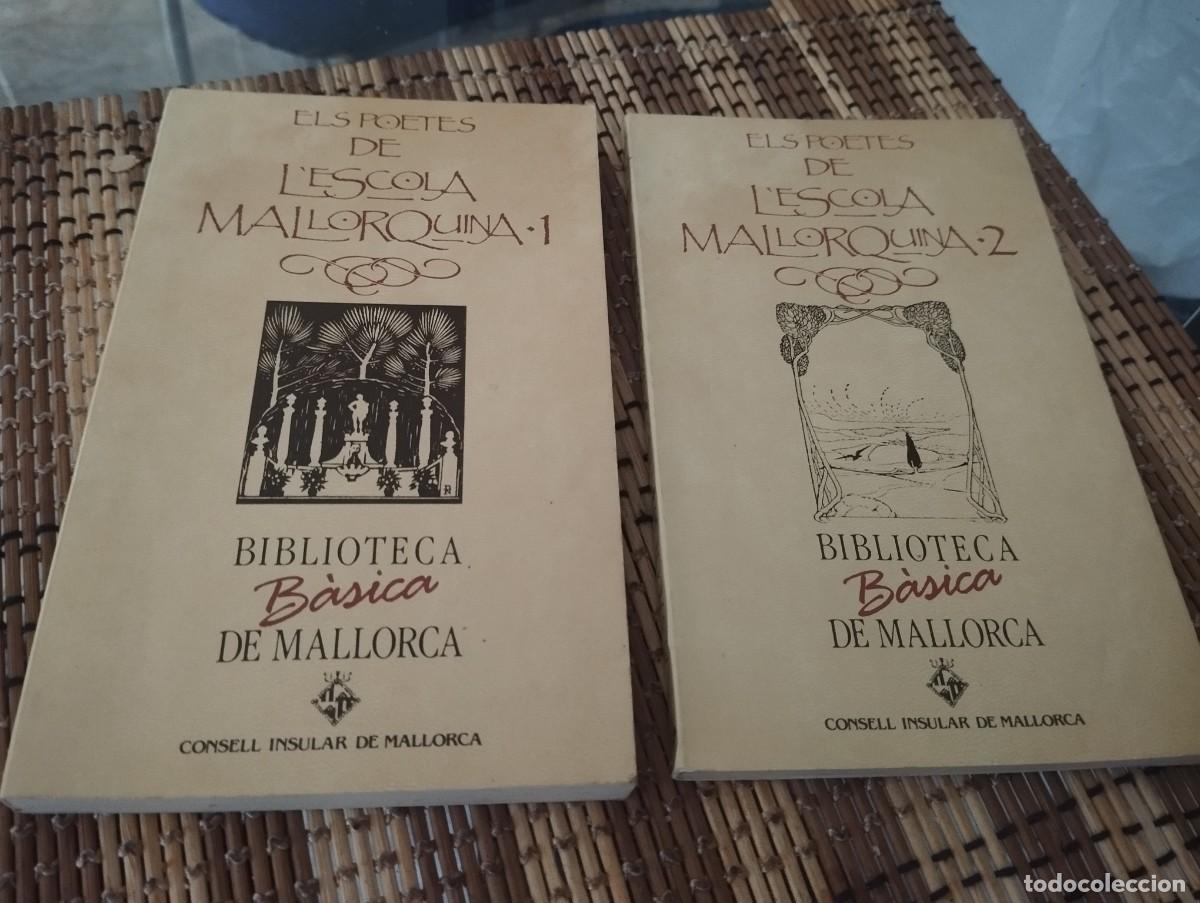 ELS POETES
DE
L'ESCOLA
MALLORQUINA·1
BIBLIOTECA
Bàsica
DE MALLORCA
CONSELL INSULAR DE MALLORCA
ELS POETES
DE
L'ESCOLA
MALLORQUINA·2
BIBLIOTECA
Bàsica
DE MALLORCA
CONSELL INSULAR DE MALLORCA
todocoleccion